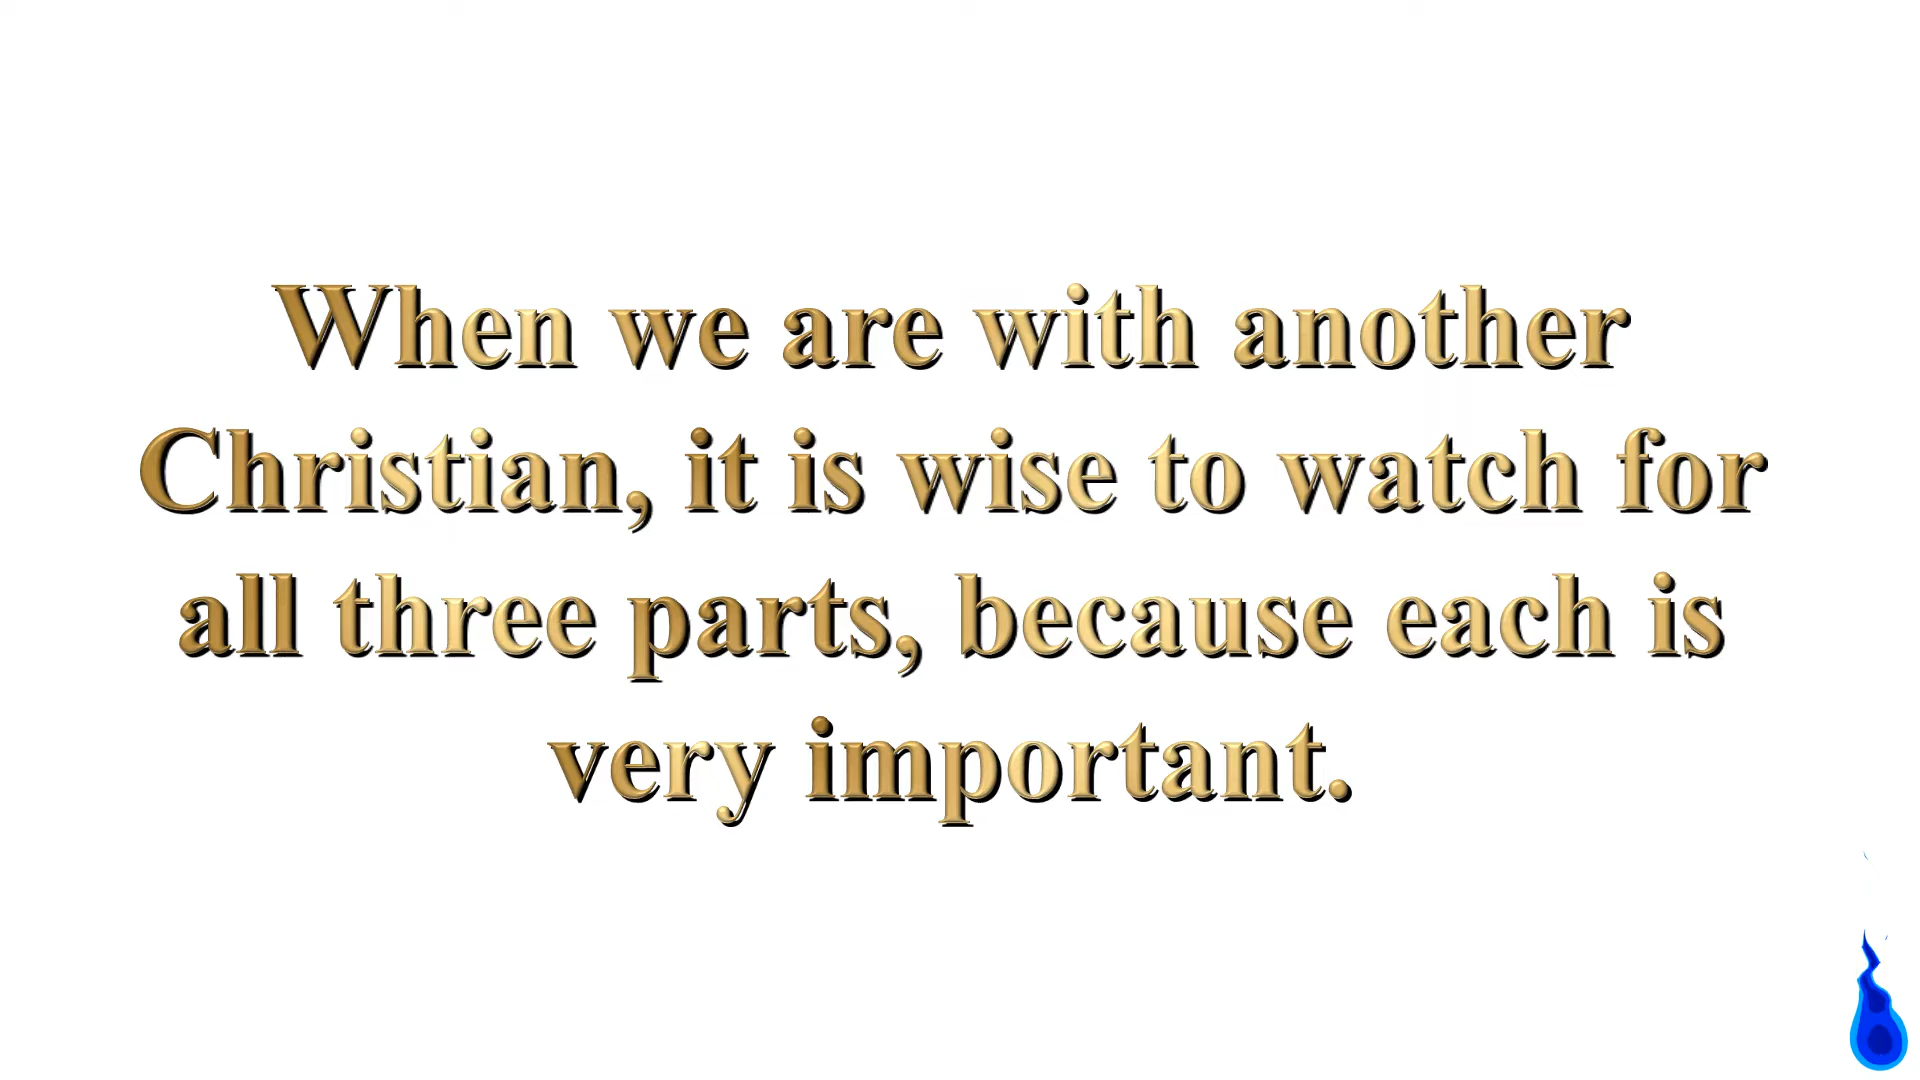 When we are with another
Christian, it is wise to watch for
all three parts, because each is
very important.